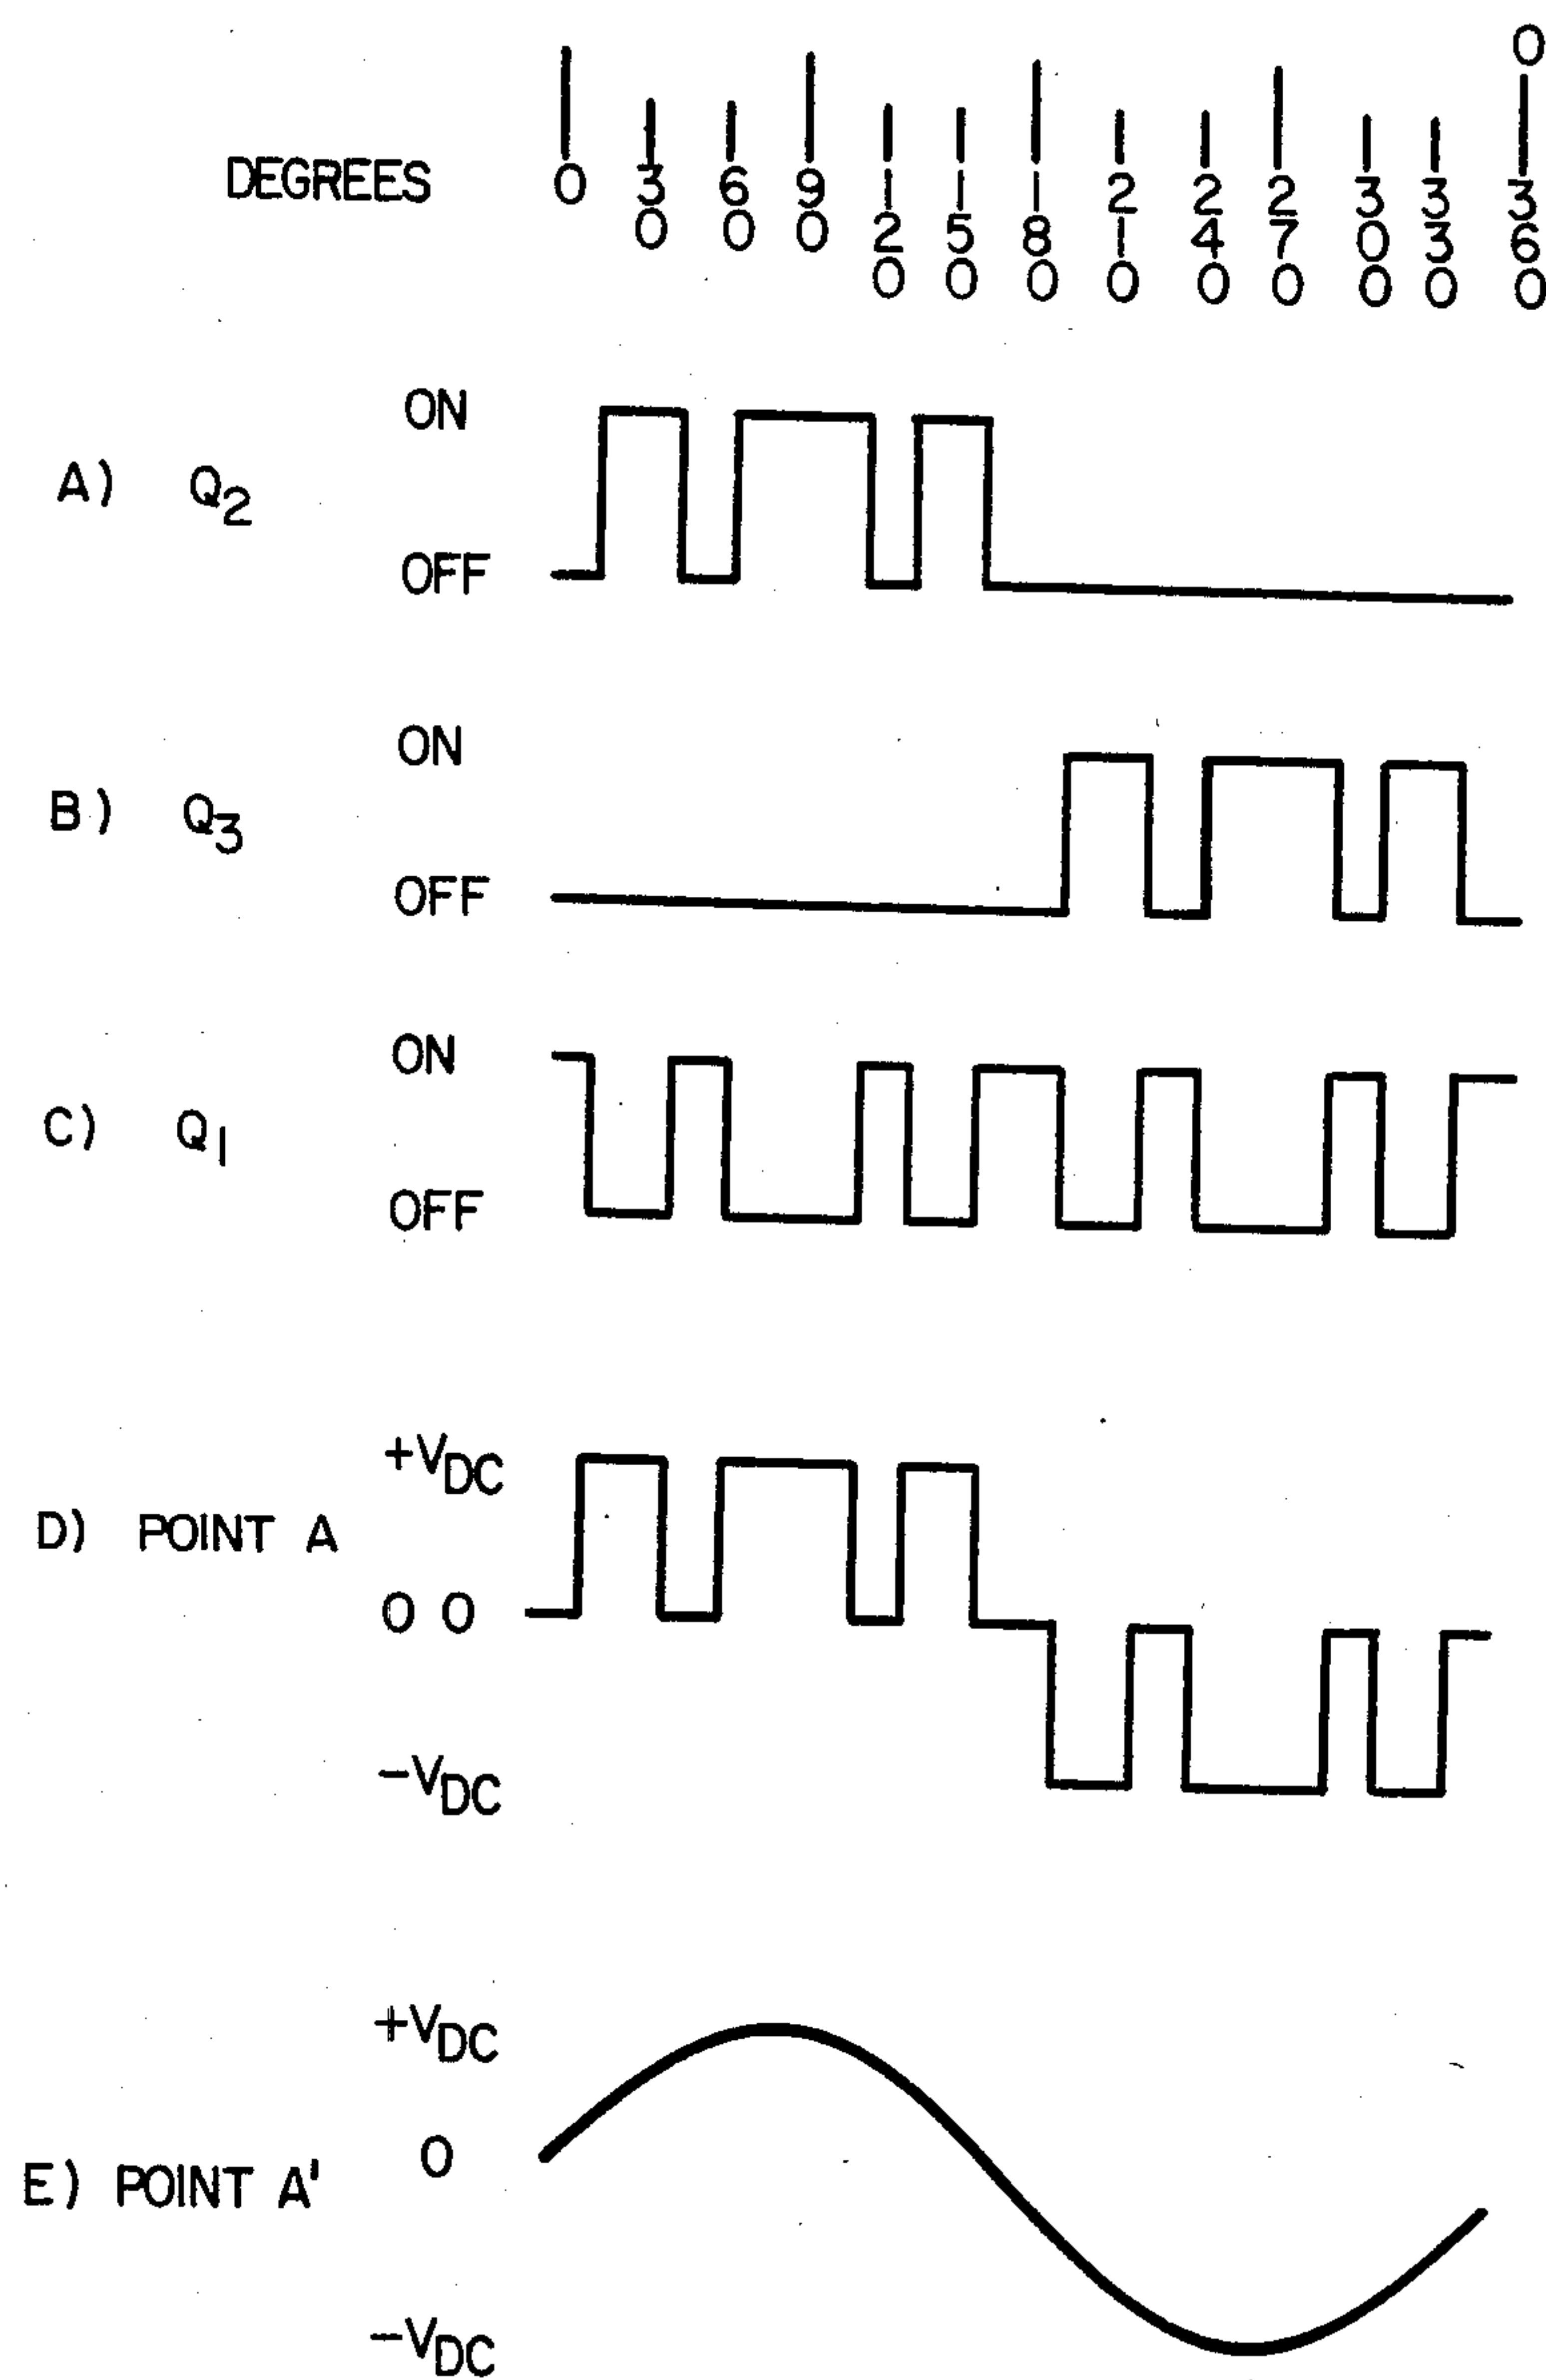 0
DEGREES 0 30 60 90 120 150 180 210 240 270 300 330 360
ON
A) Q2
OFF
ON
B) Q3
OFF
ON
C) Q1
OFF
+VDC
D) POINT A
0 0
-VDC
+VDC
0
E) POINT A'
-VDC